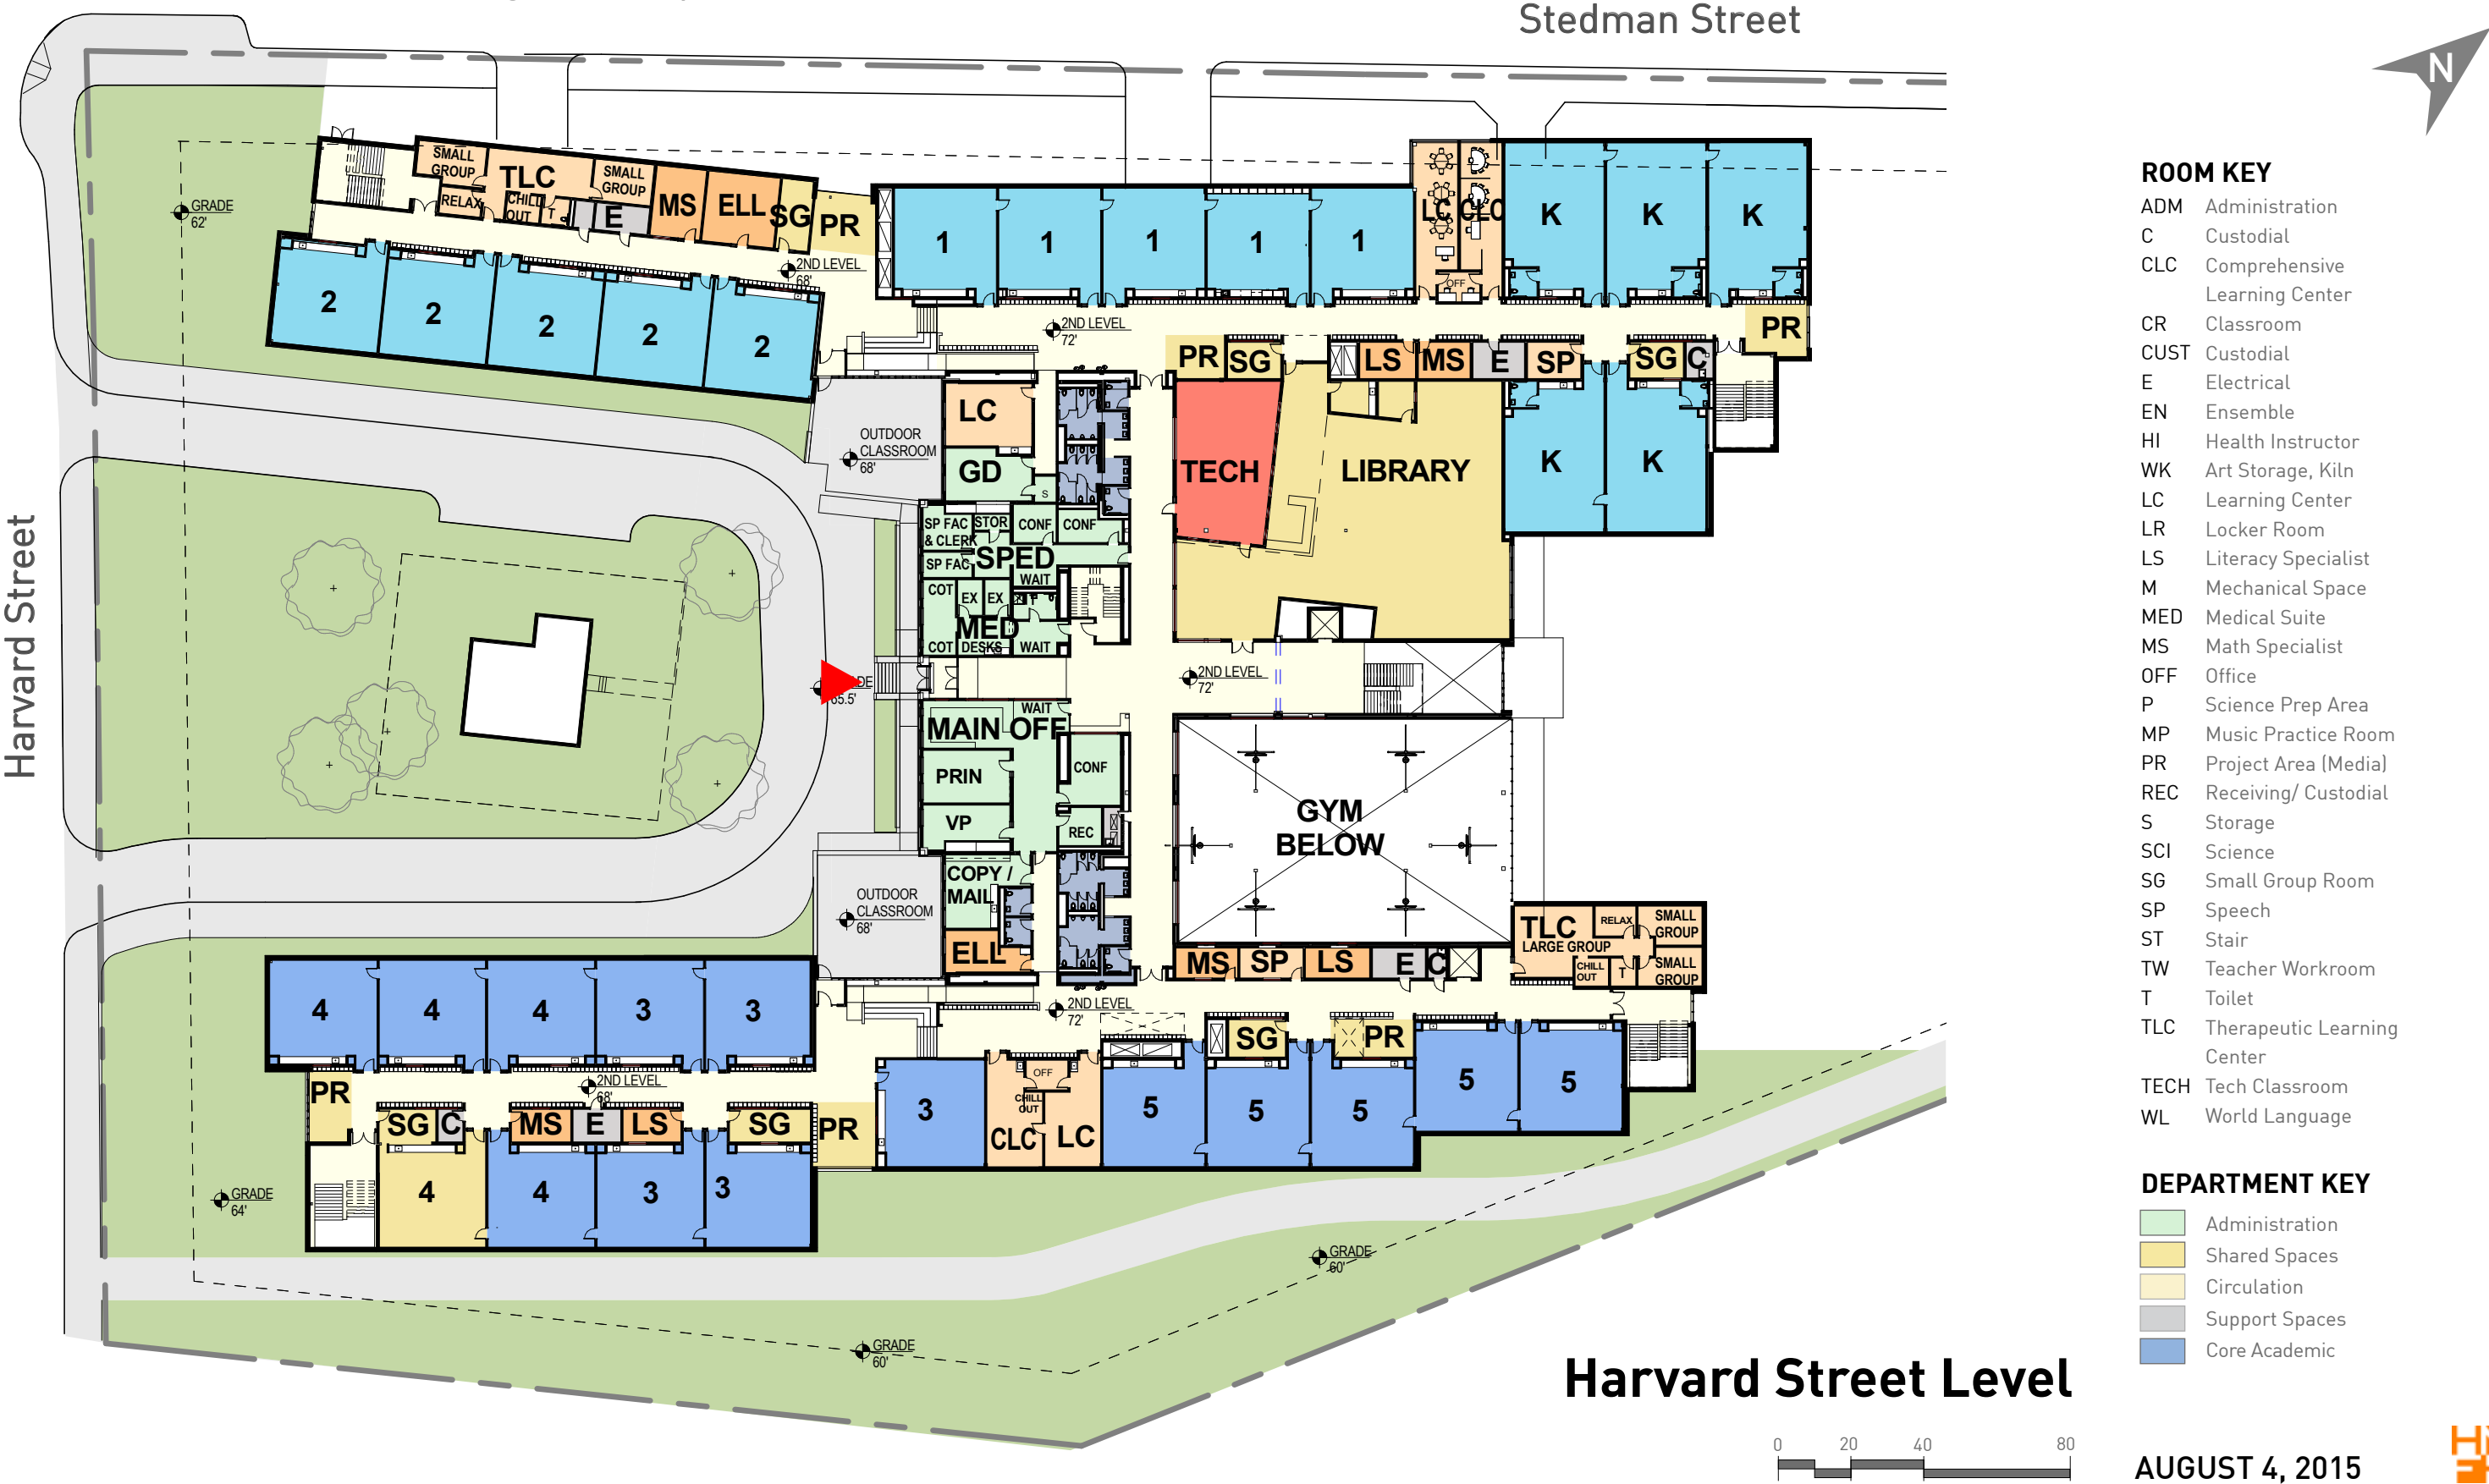 Stedman Street
N
Harvard Street
GRADE
62'
SMALL
GROUP
TLC
SMALL
GROUP
RELAX
CHILL
OUT
T
E
MS
ELL
SG
PR
2ND LEVEL
68'
2
2
2
2
2
1
1
1
1
1
LC
CLC
OFF
K
K
K
2ND LEVEL
72'
PR
PR
SG
LS
MS
E
SP
SG
C
LC
OUTDOOR
CLASSROOM
68'
GD
S
TECH
LIBRARY
K
K
SP FAC
& CLERK
STOR
CONF
CONF
SPED
SP FAC
WAIT
COT
EX
EX
MED
COT
DESKS
WAIT
65.5'
2ND LEVEL
72'
WAIT
MAIN OFF
PRIN
CONF
VP
REC
GYM
BELOW
COPY /
MAIL
OUTDOOR
CLASSROOM
68'
ELL
MS
SP
LS
E
C
TLC
LARGE GROUP
RELAX
SMALL
GROUP
CHILL
OUT
T
SMALL
GROUP
4
4
4
3
3
2ND LEVEL
72'
SG
PR
2ND LEVEL
68'
PR
SG
C
MS
E
LS
SG
PR
3
OFF
CHILL
OUT
CLC
LC
5
5
5
5
5
4
4
3
3
GRADE
64'
GRADE
60'
GRADE
60'
ROOM KEY
ADM Administration
C Custodial
CLC Comprehensive
Learning Center
CR Classroom
CUST Custodial
E Electrical
EN Ensemble
HI Health Instructor
WK Art Storage, Kiln
LC Learning Center
LR Locker Room
LS Literacy Specialist
M Mechanical Space
MED Medical Suite
MS Math Specialist
OFF Office
P Science Prep Area
MP Music Practice Room
PR Project Area (Media)
REC Receiving/ Custodial
S Storage
SCI Science
SG Small Group Room
SP Speech
ST Stair
TW Teacher Workroom
T Toilet
TLC Therapeutic Learning
Center
TECH Tech Classroom
WL World Language
DEPARTMENT KEY
Administration
Shared Spaces
Circulation
Support Spaces
Core Academic
Harvard Street Level
0 20 40 80
AUGUST 4, 2015